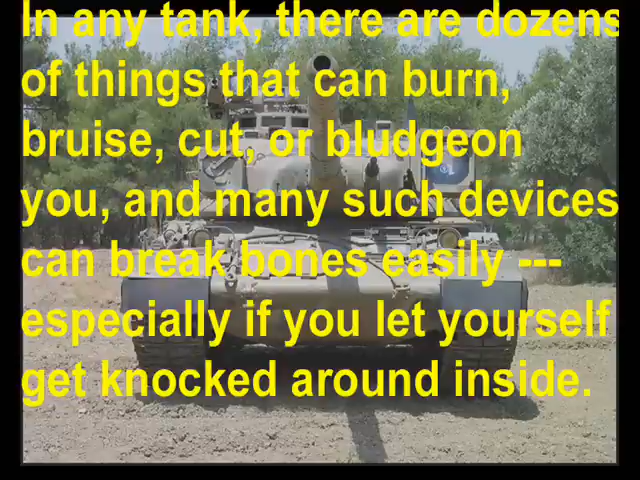 In any tank, there are dozens
of things that can burn,
bruise, cut, or bludgeon
you, and many such devices
can break bones easily ---
especially if you let yourself
get knocked around inside.